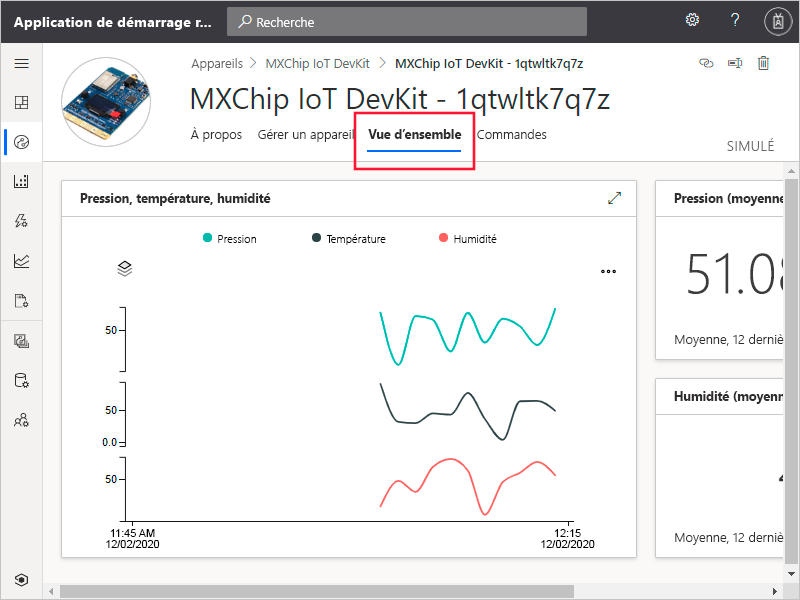 Application de démarrage r...
Recherche
?
Appareils > MXChip IoT DevKit > MXChip IoT DevKit - 1qtwltk7q7z
MXChip IoT DevKit - 1qtwltk7q7z
À propos Gérer un appareil Vue d'ensemble Commandes
SIMULÉ
Pression, température, humidité
Pression Température Humidité
50
50
0.0
50
11:45 AM
12/02/2020
12:15
12/02/2020
Pression (moyenne
51.08
Moyenne, 12 derniè
Humidité (moyenn
Moyenne, 12 derniè